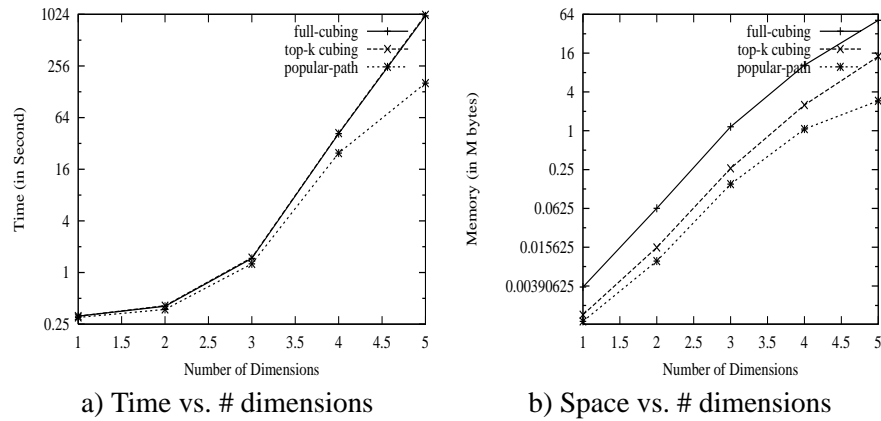 1024
256
64
16
4
1
0.25
Time (in Second)
1 1.5 2 2.5 3 3.5 4 4.5 5
Number of Dimensions
full-cubing
top-k cubing
popular-path
a) Time vs. # dimensions
64
16
4
1
0.25
0.0625
0.015625
0.00390625
Memory (in M bytes)
1 1.5 2 2.5 3 3.5 4 4.5 5
Number of Dimensions
full-cubing
top-k cubing
popular-path
b) Space vs. # dimensions